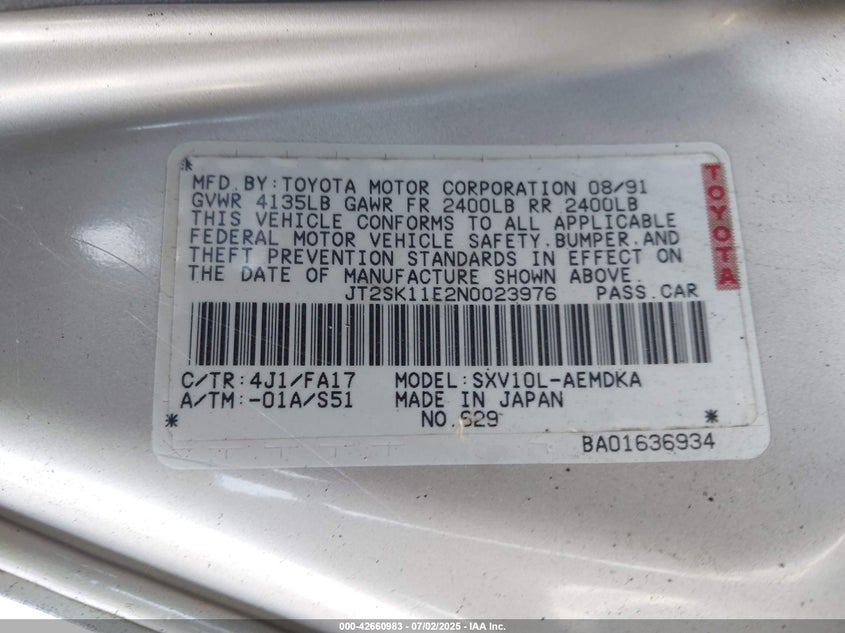 MFD. BY: TOYOTA MOTOR CORPORATION 08/91
GVWR 4135LB GAWR FR 2400LB RR 2400LB
THIS VEHICLE CONFORMS TO ALL APPLICABLE
FEDERAL MOTOR VEHICLE SAFETY, BUMPER, AND
THEFT PREVENTION STANDARDS IN EFFECT ON
THE DATE OF MANUFACTURE SHOWN ABOVE.
TOYOTA
JT2SK11E2N0023976 PASS. CAR
C/TR: 4J1/FA17 MODEL: SXV10L-AEMDKA
A/TM: -01A/S51 MADE IN JAPAN
* NO. 629 *
BA01636934
000-42660983 / 07/02/2025 - IAA Inc.